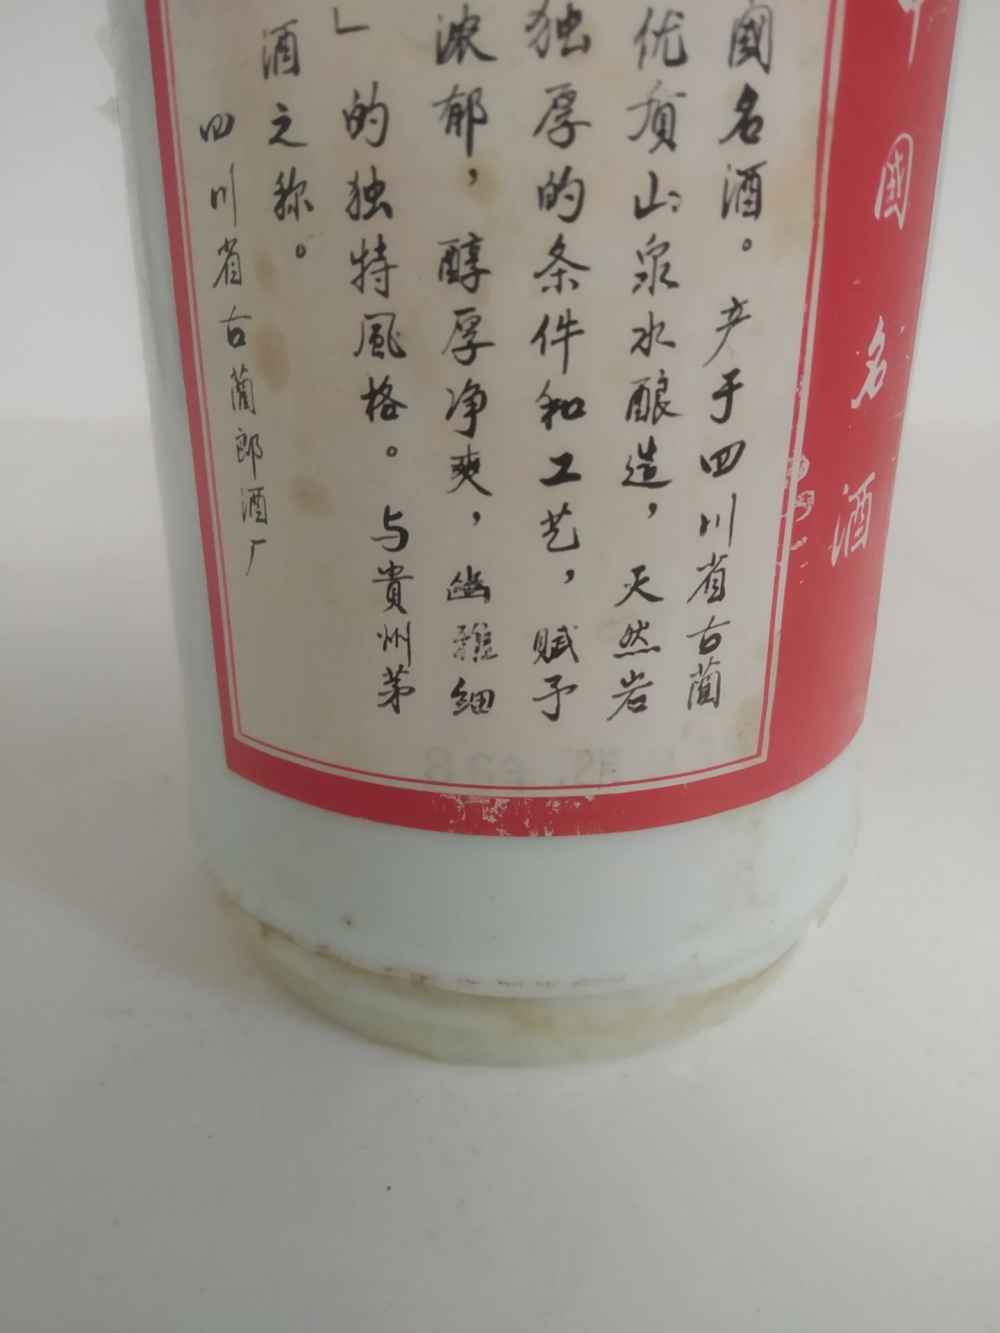 中國名酒
國名酒。产于四川省古蔺
优质山泉水酿造，天然岩
独厚的条件和工艺，赋予
浓郁，醇厚净爽，幽雅细
」的独特風格。与贵州茅
酒之称。
四川省古蔺郎酒厂